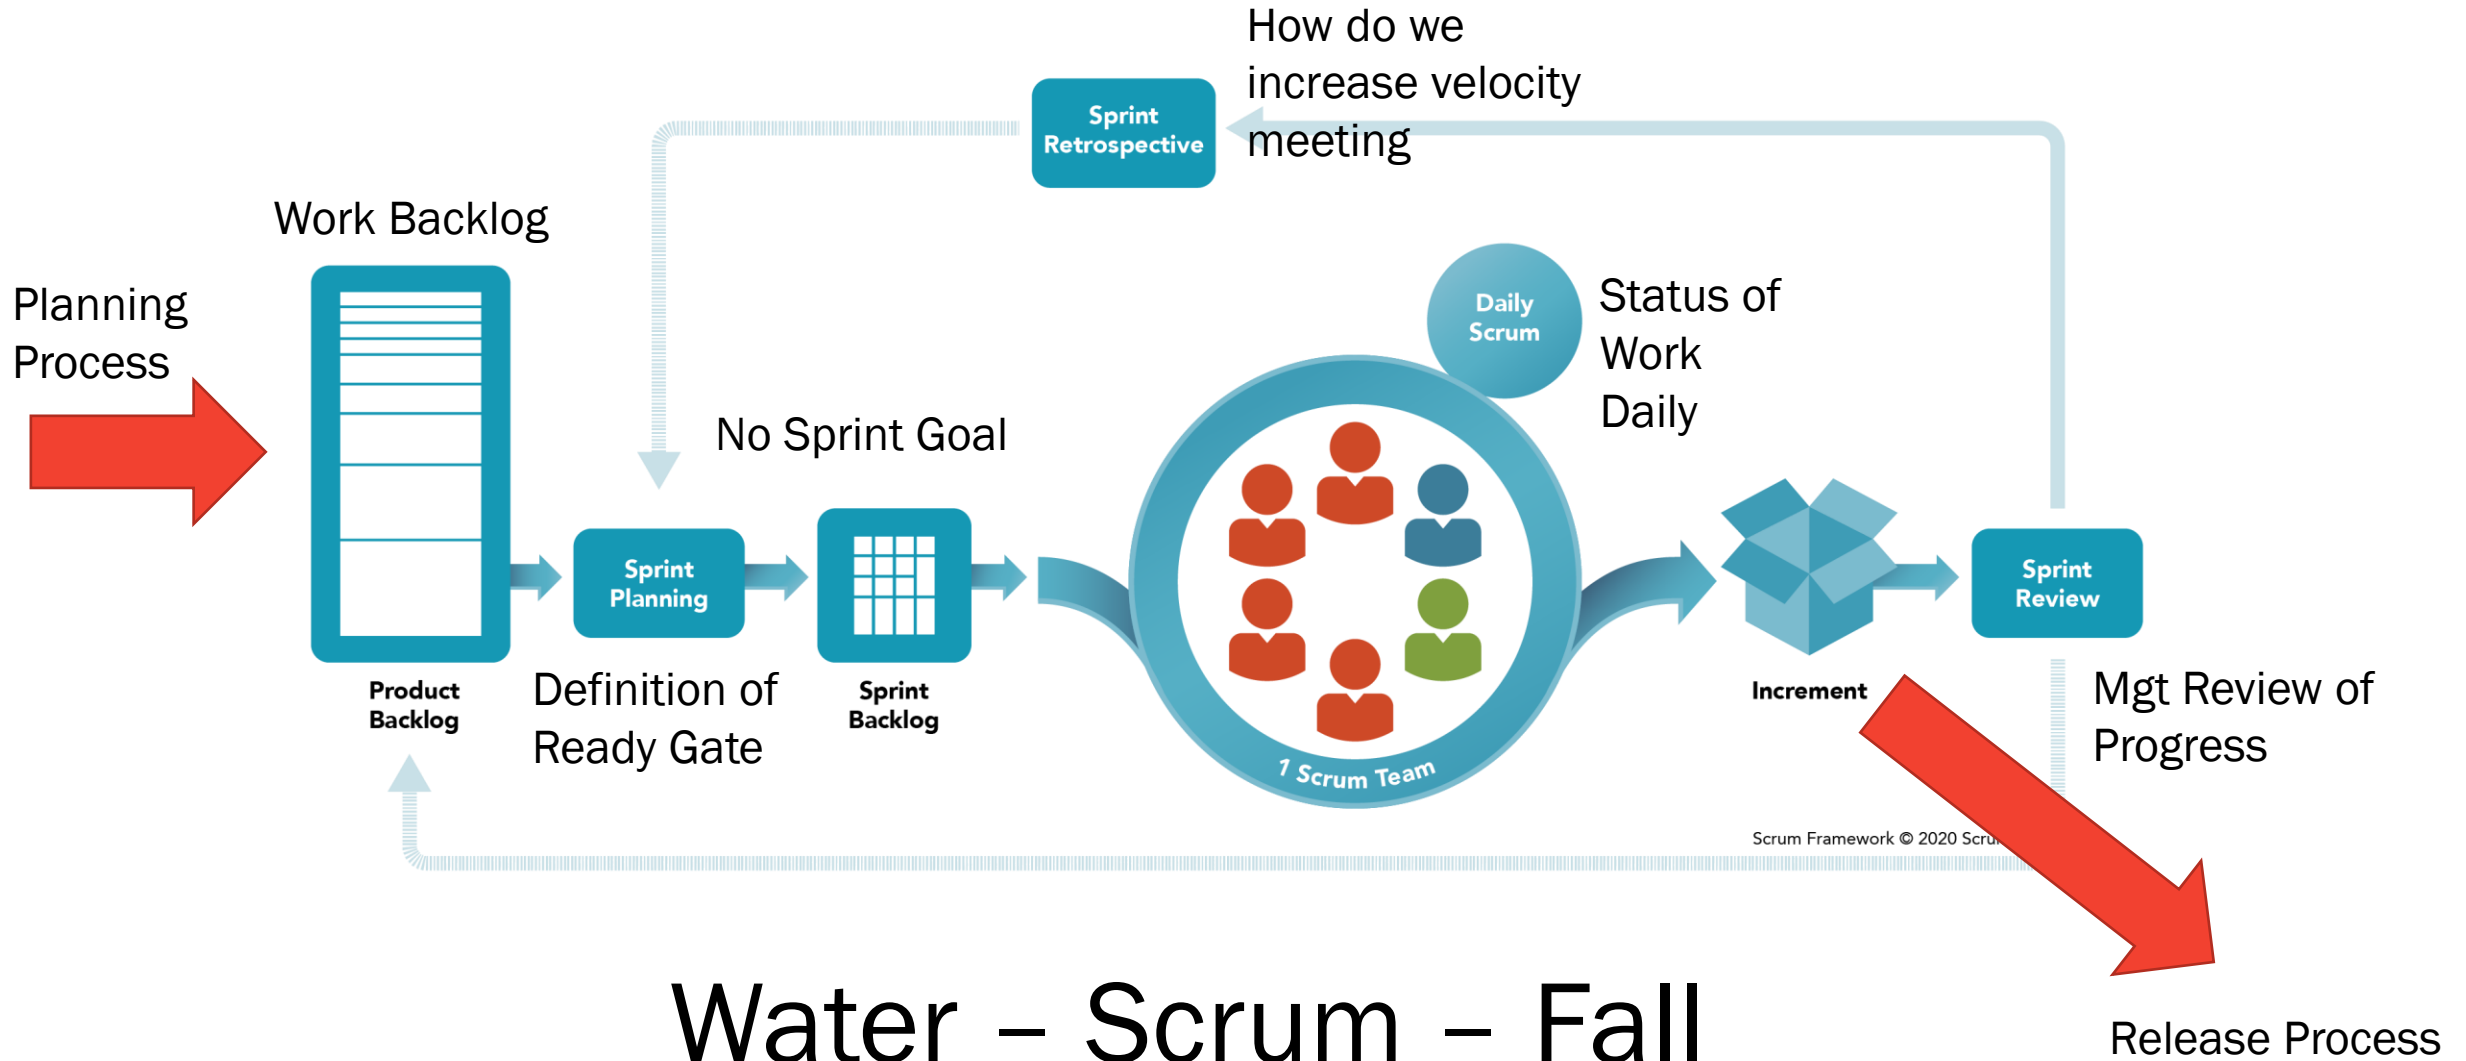 How do we
increase velocity
meeting
Sprint
Retrospective
Work Backlog
Planning
Process
Daily
Scrum
Status of
Work
Daily
No Sprint Goal
Sprint
Planning
Sprint
Review
Product
Backlog
Definition of
Ready Gate
Sprint
Backlog
1 Scrum Team
Increment
Mgt Review of
Progress
Scrum Framework © 2020 Scru
Water – Scrum – Fall
Release Process